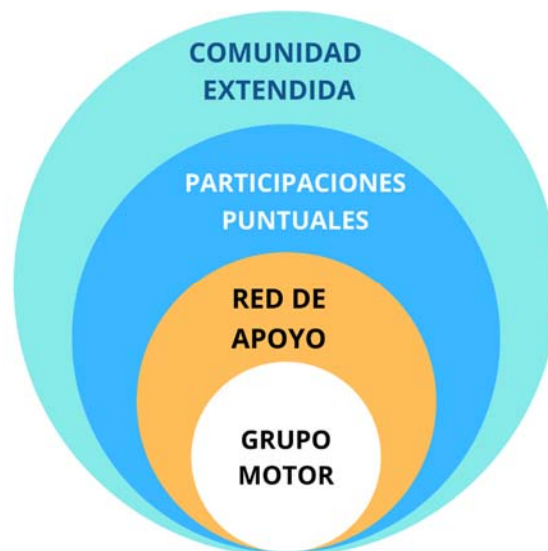 COMUNIDAD
EXTENDIDA
PARTICIPACIONES
PUNTUALES
RED DE
APOYO
GRUPO
MOTOR